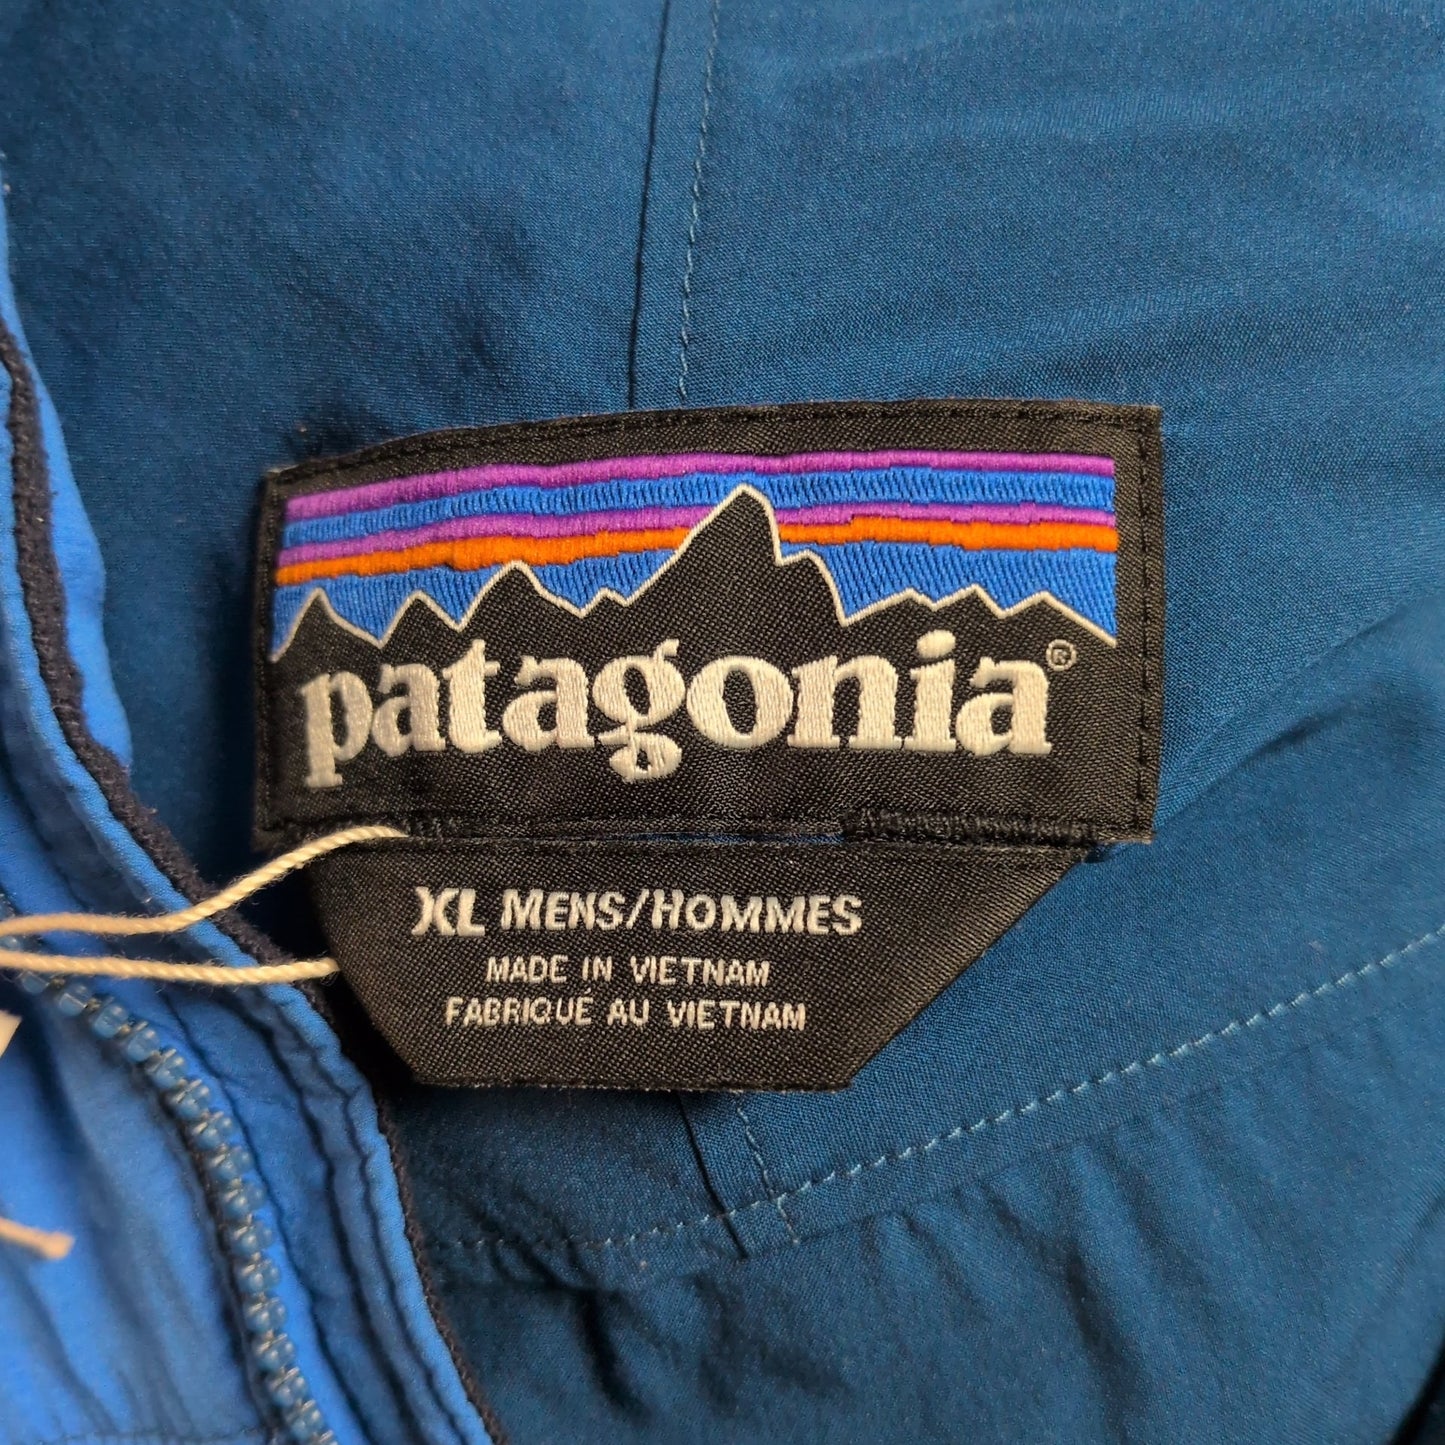 patagonia®
XL MENS/HOMMES
MADE IN VIETNAM
FABRIQUÉ AU VIETNAM